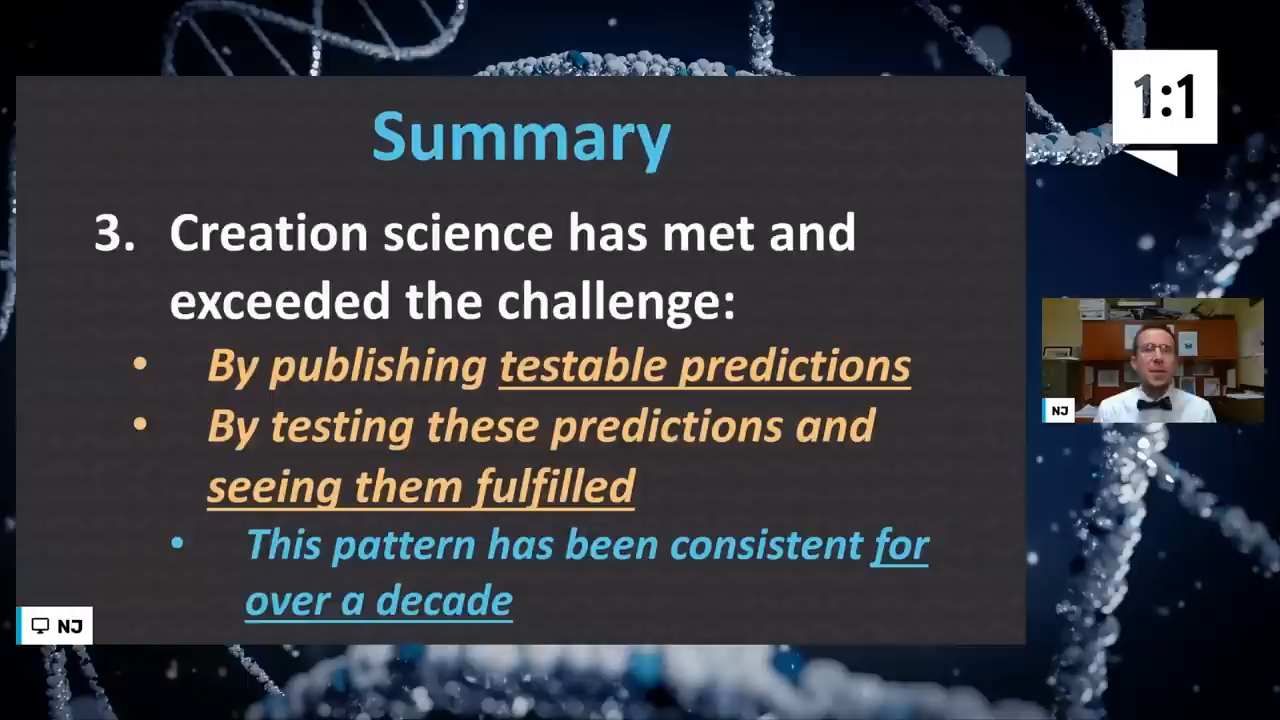 Summary
3. Creation science has met and
exceeded the challenge:
• By publishing testable predictions
• By testing these predictions and
seeing them fulfilled
• This pattern has been consistent for
over a decade
NJ
1:1
NJ